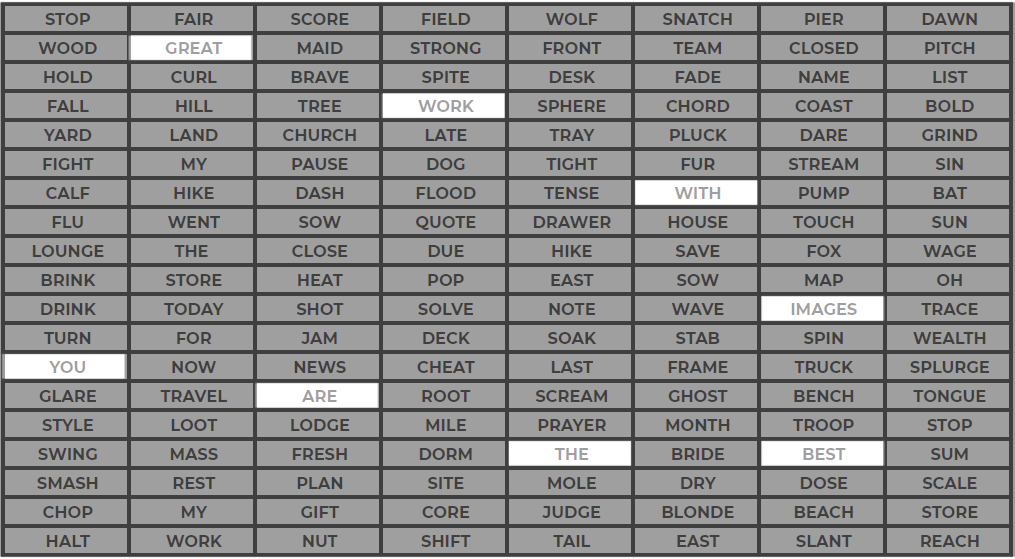 STOP FAIR SCORE FIELD WOLF SNATCH PIER DAWN
WOOD GREAT MAID STRONG FRONT TEAM CLOSED PITCH
HOLD CURL BRAVE SPITE DESK FADE NAME LIST
FALL HILL TREE WORK SPHERE CHORD COAST BOLD
YARD LAND CHURCH LATE TRAY PLUCK DARE GRIND
FIGHT MY PAUSE DOG TIGHT FUR STREAM SIN
CALF HIKE DASH FLOOD TENSE WITH PUMP BAT
FLU WENT SOW QUOTE DRAWER HOUSE TOUCH SUN
LOUNGE THE CLOSE DUE HIKE SAVE FOX WAGE
BRINK STORE HEAT POP EAST SOW MAP OH
DRINK TODAY SHOT SOLVE NOTE WAVE IMAGES TRACE
TURN FOR JAM DECK SOAK STAB SPIN WEALTH
YOU NOW NEWS CHEAT LAST FRAME TRUCK SPLURGE
GLARE TRAVEL ARE ROOT SCREAM GHOST BENCH TONGUE
STYLE LOOT LODGE MILE PRAYER MONTH TROOP STOP
SWING MASS FRESH DORM THE BRIDE BEST SUM
SMASH REST PLAN SITE MOLE DRY DOSE SCALE
CHOP MY GIFT CORE JUDGE BLONDE BEACH STORE
HALT WORK NUT SHIFT TAIL EAST SLANT REACH